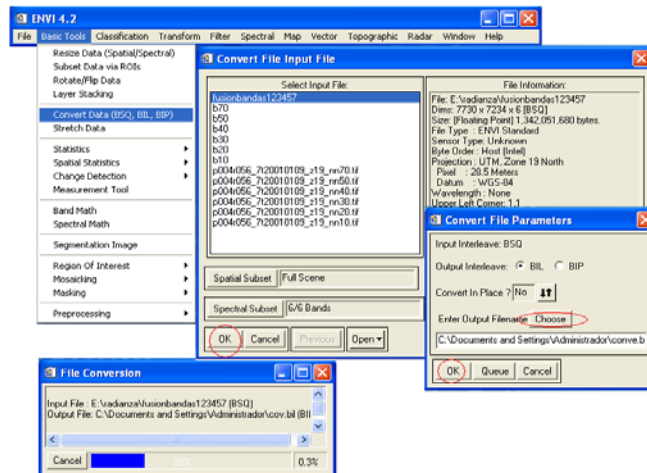 ENVI 4.2
File Basic Tools Classification Transform Filter Spectral Map Vector Topographic Radar Window Help
Resize Data (Spatial/Spectral)
Subset Data via ROIs
Rotate/Flip Data
Layer Stacking
Convert Data (BSQ, BIL, BIP)
Stretch Data
Statistics
Spatial Statistics
Change Detection
Measurement Tool
Band Math
Spectral Math
Segmentation Image
Region Of Interest
Mosaicking
Masking
Preprocessing
Convert File Input File
Select Input File:
fusionbandas123457
b70
b50
b40
b30
b20
b10
p004r056_7t20010109_z19_nn70.tif
p004r056_7t20010109_z19_nn50.tif
p004r056_7t20010109_z19_nn40.tif
p004r056_7t20010109_z19_nn30.tif
p004r056_7t20010109_z19_nn20.tif
p004r056_7t20010109_z19_nn10.tif
File Information:
File: E:\radianza\fusionbandas123457
Dims: 7730 x 7234 x 6 [BSQ]
Size: [Floating Point] 1,342,051,680 bytes.
File Type : ENVI Standard
Sensor Type: Unknown
Byte Order : Host (Intel)
Projection : UTM, Zone 19 North
Pixel : 28.5 Meters
Datum : WGS-84
Wavelength : None
Upper Left Corner: 1,1
Spatial Subset Full Scene
Spectral Subset 6/6 Bands
OK Cancel Previous Open
Convert File Parameters
Input Interleave: BSQ
Output Interleave: BIL BIP
Convert In Place ? No
Enter Output Filename Choose
C:\Documents and Settings\Administrador\convve.b
OK Queue Cancel
File Conversion
Input File : E:\radianza\fusionbandas123457 (BSQ)
Output File: C:\Documents and Settings\Administrador\cov.bil (BIl
Cancel 0.3%